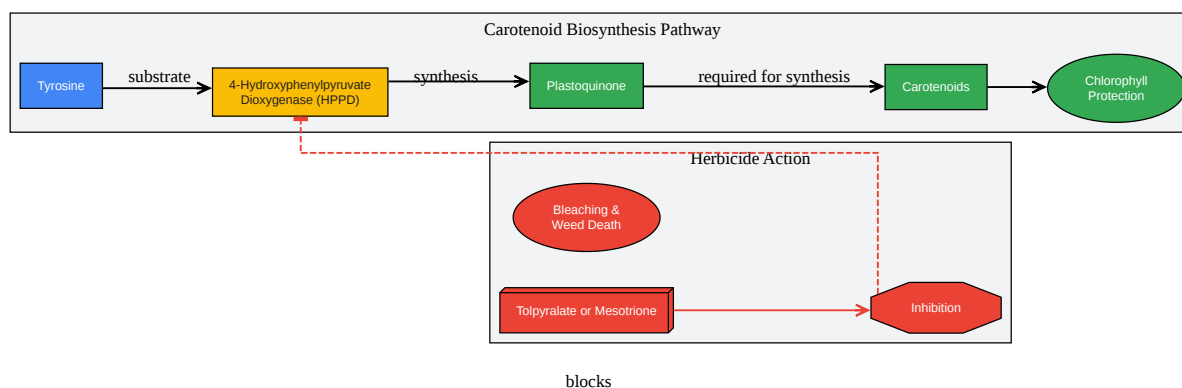 Carotenoid Biosynthesis Pathway
Tyrosine
substrate
4-Hydroxyphenylpyruvate
Dioxygenase (HPPD)
synthesis
Plastoquinone
required for synthesis
Carotenoids
Chlorophyll
Protection
Herbicide Action
Bleaching &
Weed Death
Tolpyralate or Mesotrione
Inhibition
blocks